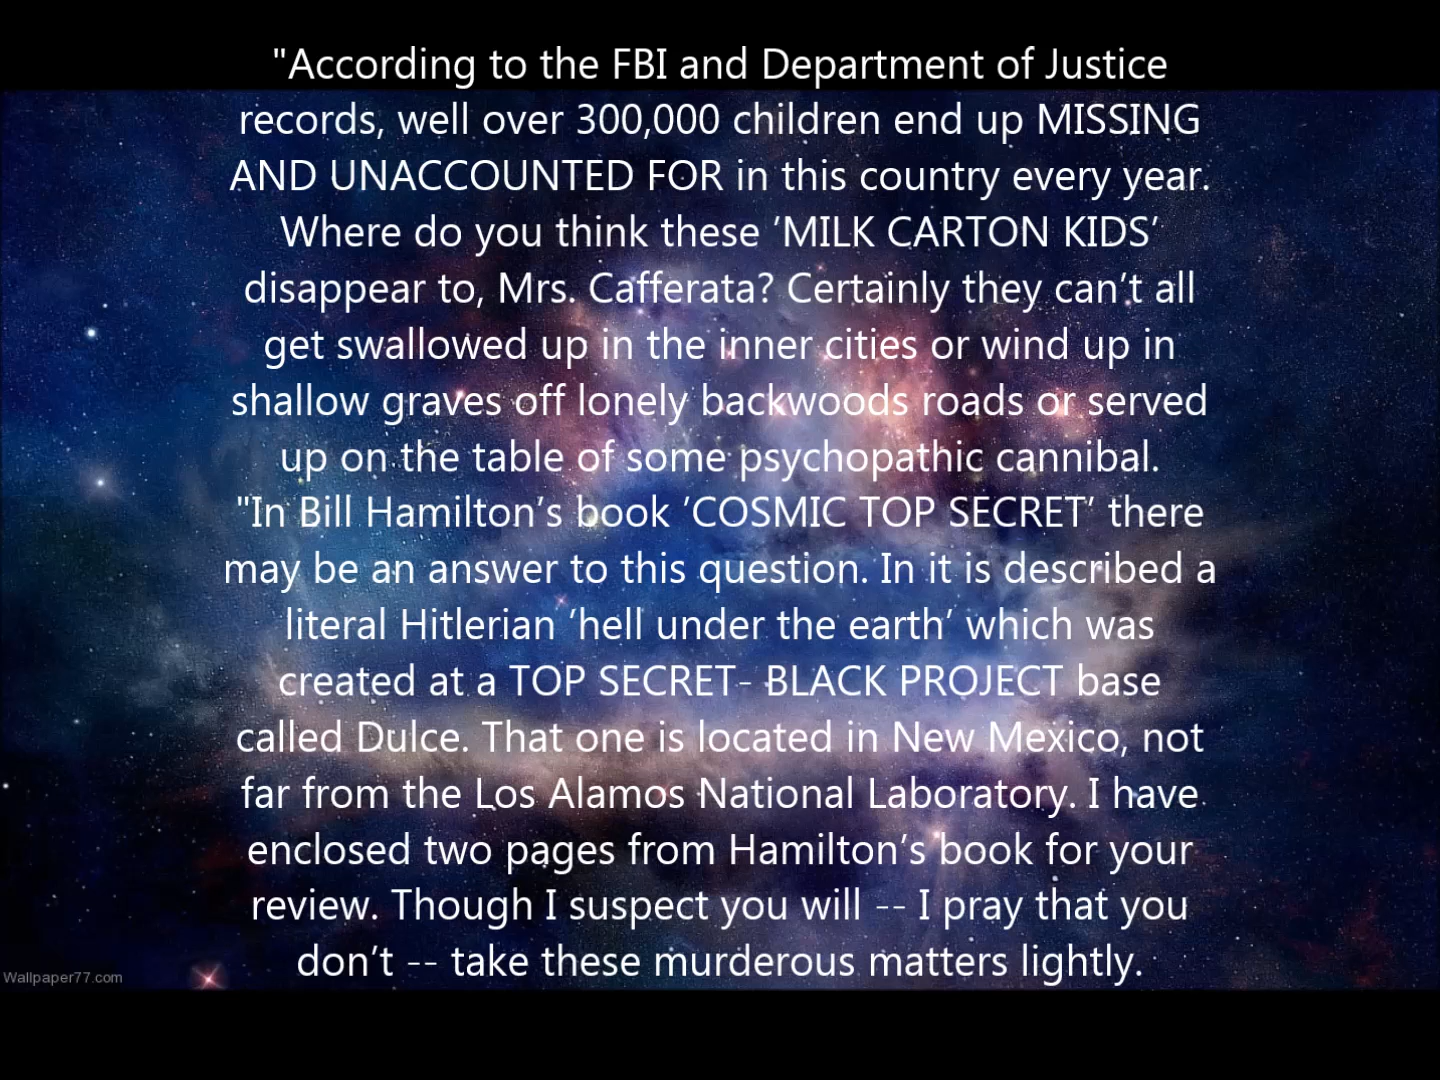 "According to the FBI and Department of Justice
records, well over 300,000 children end up MISSING
AND UNACCOUNTED FOR in this country every year.
Where do you think these ’MILK CARTON KIDS’
disappear to, Mrs. Cafferata? Certainly they can’t all
get swallowed up in the inner cities or wind up in
shallow graves off lonely backwoods roads or served
up on the table of some psychopathic cannibal.
"In Bill Hamilton’s book ’COSMIC TOP SECRET’ there
may be an answer to this question. In it is described a
literal Hitlerian ’hell under the earth’ which was
created at a TOP SECRET- BLACK PROJECT base
called Dulce. That one is located in New Mexico, not
far from the Los Alamos National Laboratory. I have
enclosed two pages from Hamilton’s book for your
review. Though I suspect you will -- I pray that you
don’t -- take these murderous matters lightly.
Wallpaper77.com